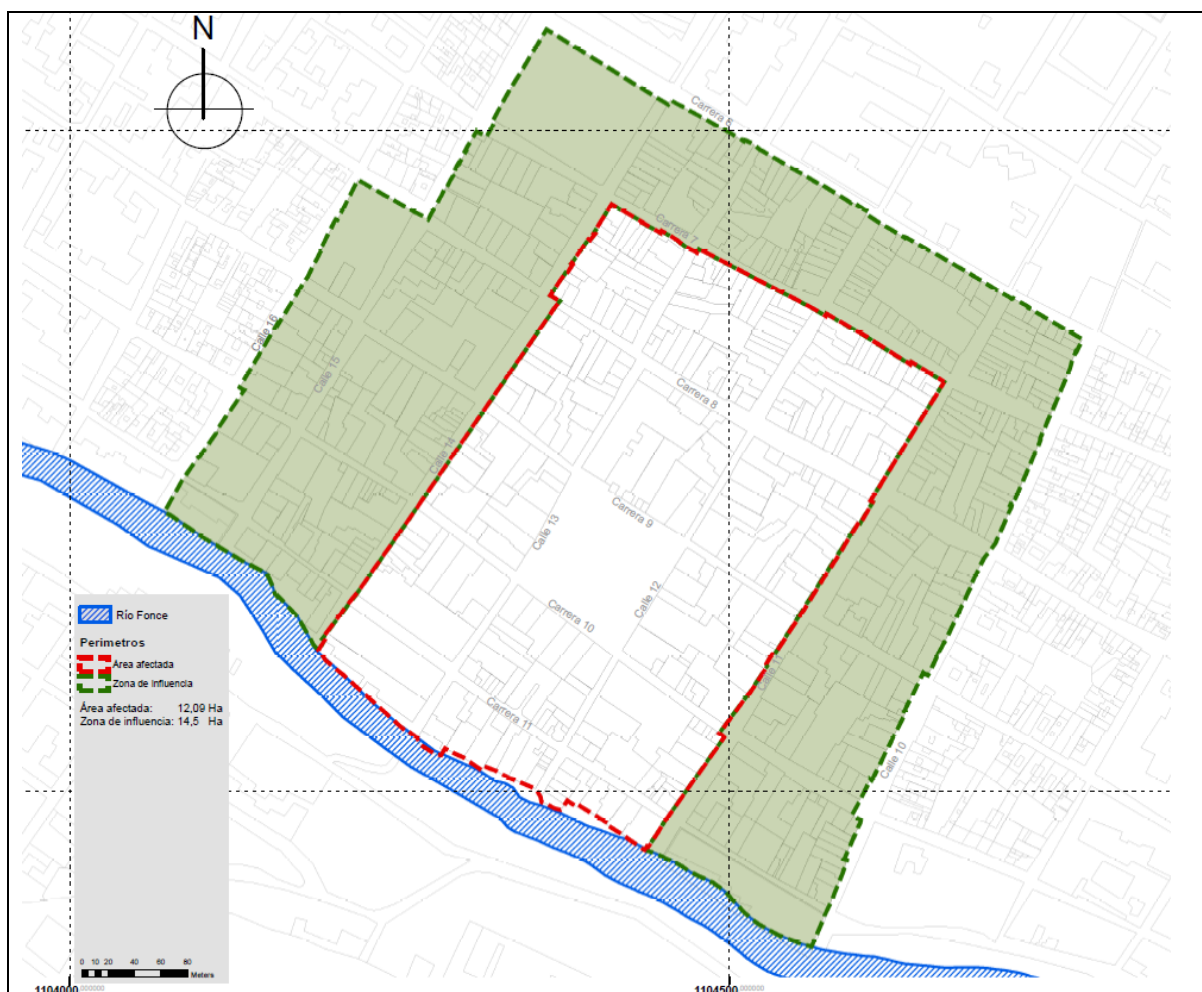 N
Carrera 6
Carrera 7
Calle 16
Calle 15
Carrera 8
Calle 14
Carrera 9
Calle 13
Calle 12
Carrera 10
Calle 11
Carrera 11
Calle 10
Río Fonce
Perimetros
Área afectada
Zona de Influencia
Área afectada: 12,09 Ha
Zona de influencia: 14,5 Ha
0 10 20 40 60 80
Meters
1104000,000000
1104500,000000